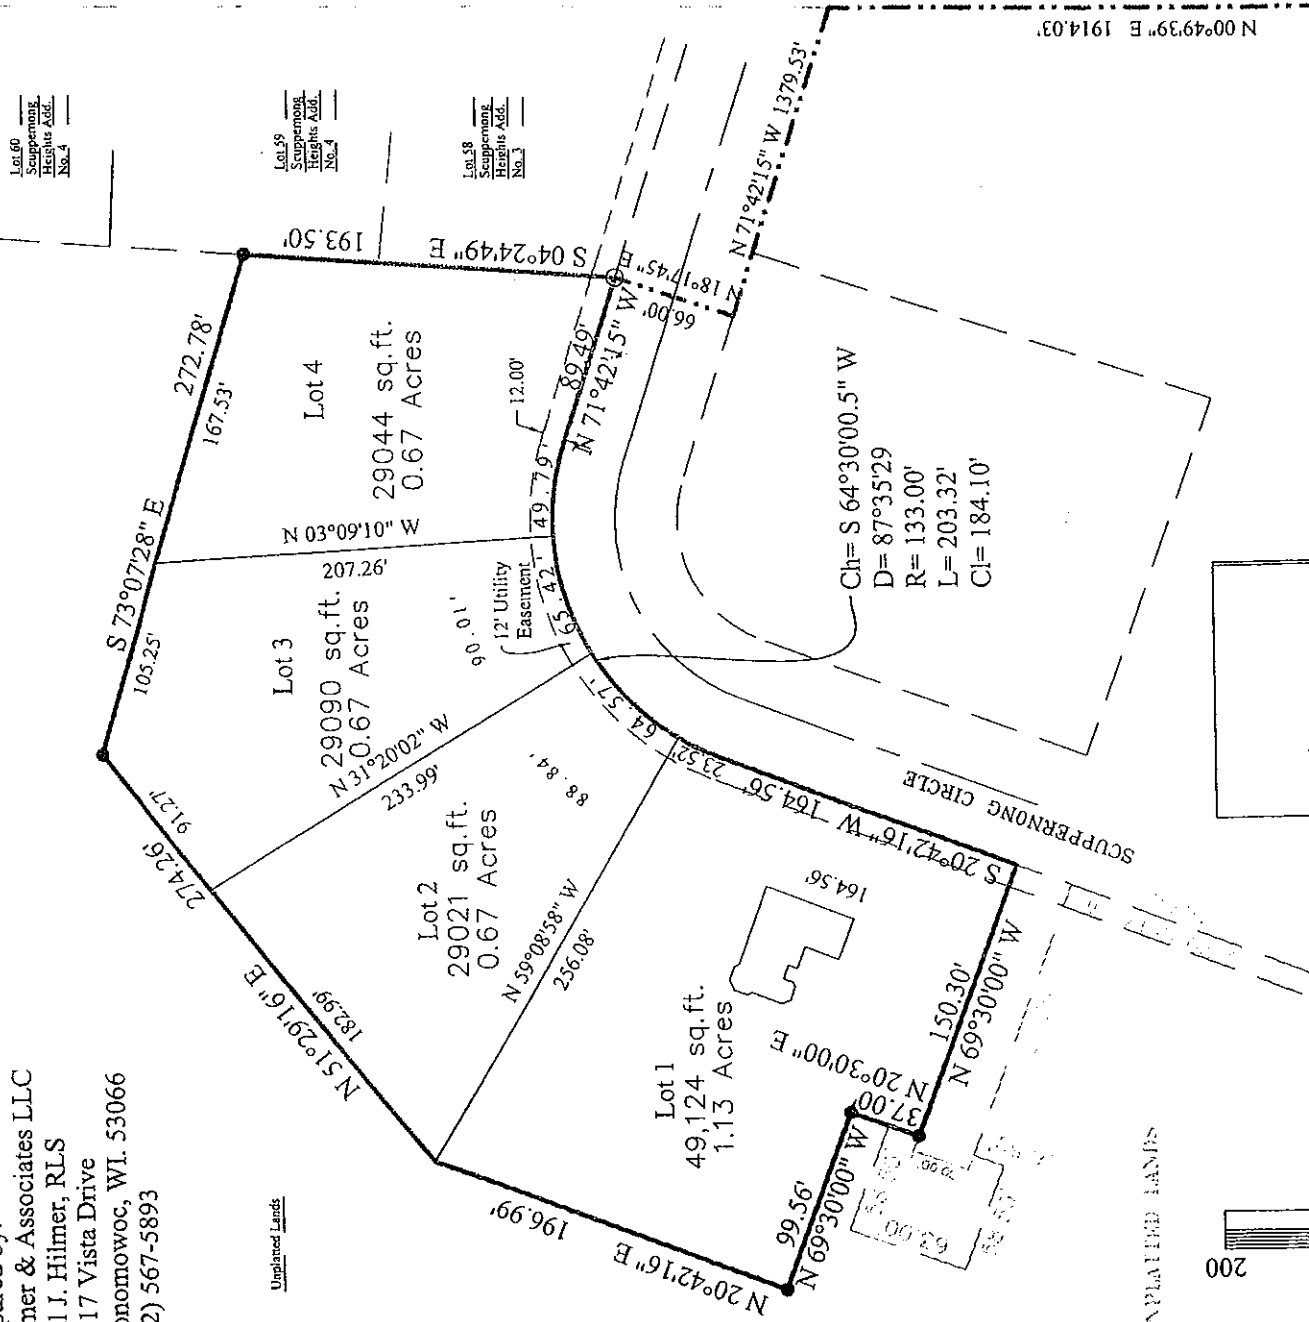 Lot 60
Scuppernong
Heights Add.
No. 4
Lot 59
Scuppernong
Heights Add.
No. 4
Lot 58
Scuppernong
Heights Add.
No. 3
N 00°49'39" E 1914.03'
N 71°42'15" W 1379.53'
S 04°24'49" E
193.50'
N 18°17'45" E
66.00'
272.78'
167.53'
S 73°07'28" E
105.25'
Lot 4
29044 sq.ft.
0.67 Acres
12.00'
89.49'
N 71°42'15" W
49.79'
N 03°09'10" W
207.26'
Lot 3
29090 sq.ft.
0.67 Acres
90.01'
12' Utility
Easement
65.42'
Ch= S 64°30'00.5" W
D= 87°35'29
R= 133.00'
L= 203.32'
Cl= 184.10'
91.27'
274.26'
N 51°29'16" E
182.99'
N 31°20'02" W
233.99'
64.57'
88.84'
23.52'
Lot 2
29021 sq.ft.
0.67 Acres
N 59°08'58" W
256.08'
S 20°42'16" W 164.56'
SCUPPERNONG CIRCLE
164.56'
Lot 1
49,124 sq.ft.
1.13 Acres
N 20°30'00" E
37.00'
150.30'
N 69°30'00" W
99.56'
N 69°30'00" W
196.99'
N 20°42'16" E
63.00
mer & Associates LLC
l J. Hilmer, RLS
17 Vista Drive
onomowoc, WI. 53066
2) 567-5893
Unplatted Lands
NPLATTED LANDS
200